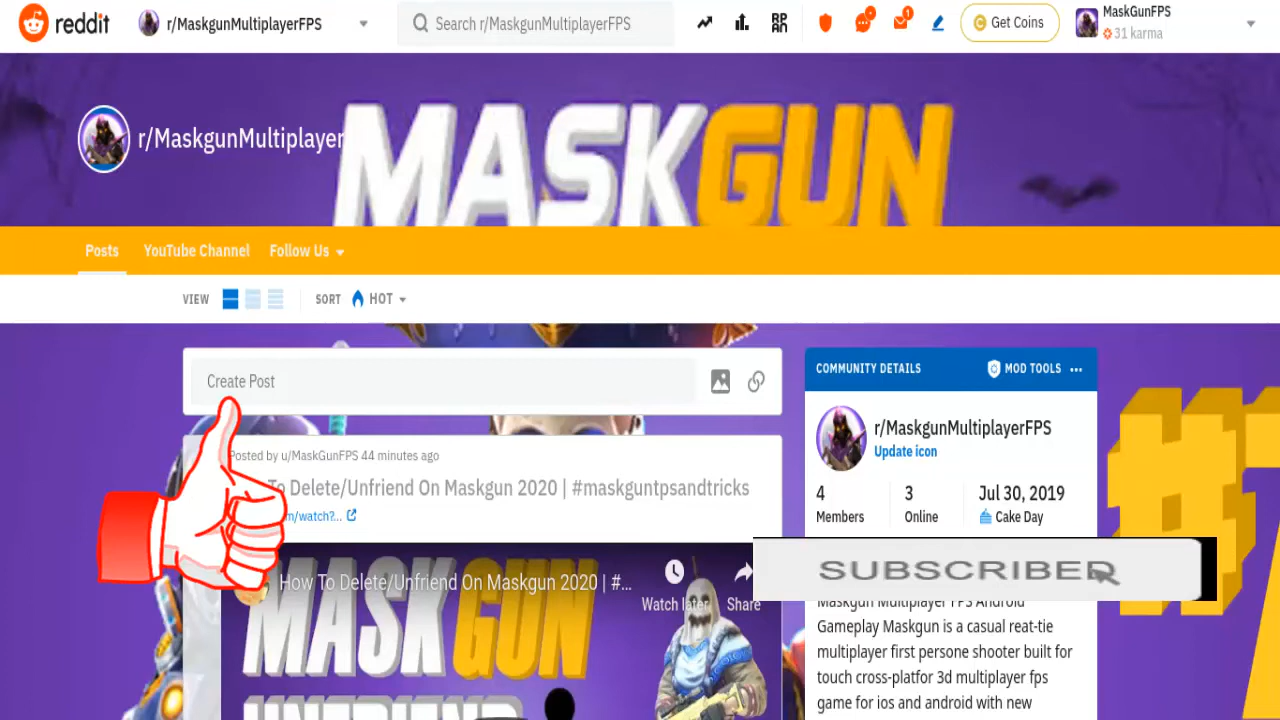 reddit r/MaskgunMultiplayerFPS Search r/MaskgunMultiplayerFPS Get Coins MaskGunFPS
31 karma
r/MaskgunMultiplayer
MASKGUN
Posts YouTube Channel Follow Us
VIEW SORT HOT
Create Post
Posted by u/MaskGunFPS 44 minutes ago
To Delete/Unfriend On Maskgun 2020 | #maskguntpsandtricks
m/watch?...
How To Delete/Unfriend On Maskgun 2020 | #...
Watch later Share
MASKGUN
UNFRIEND
COMMUNITY DETAILS MOD TOOLS
r/MaskgunMultiplayerFPS
Update icon
4 3 Jul 30, 2019
Members Online Cake Day
SUBSCRIBED
Maskgun Multiplayer FPS Android
Gameplay Maskgun is a casual reat-tie
multiplayer first persone shooter built for
touch cross-platfor 3d multiplayer fps
game for ios and android with new